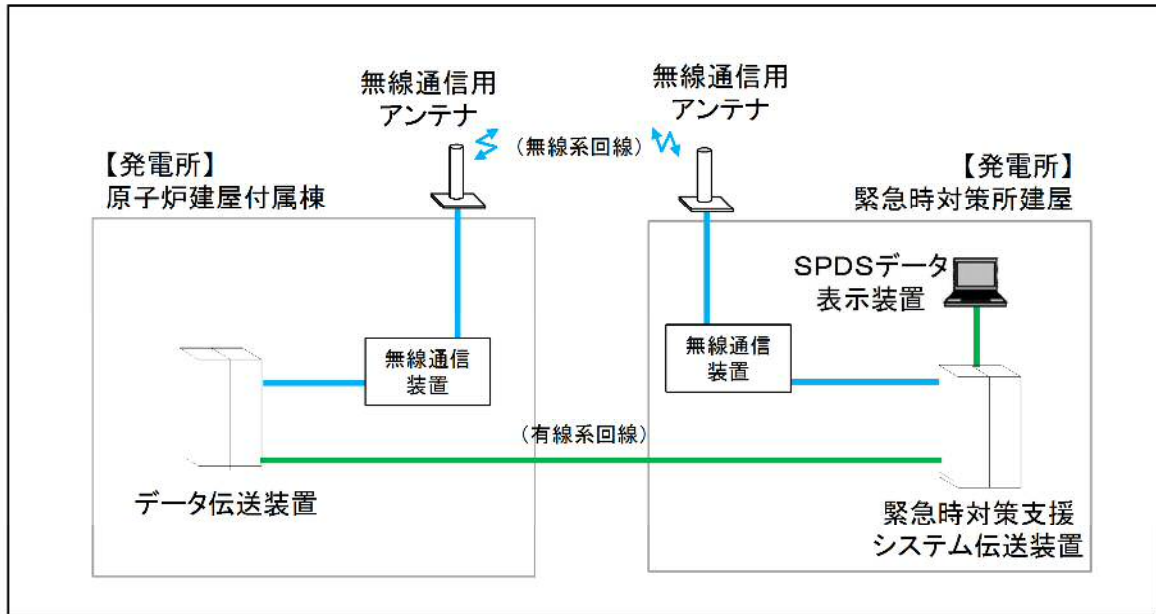 無線通信用
アンテナ
無線通信用
アンテナ
(無線系回線)
【発電所】
原子炉建屋付属棟
【発電所】
緊急時対策所建屋
SPDSデータ
表示装置
無線通信
装置
無線通信
装置
(有線系回線)
データ伝送装置
緊急時対策支援
システム伝送装置